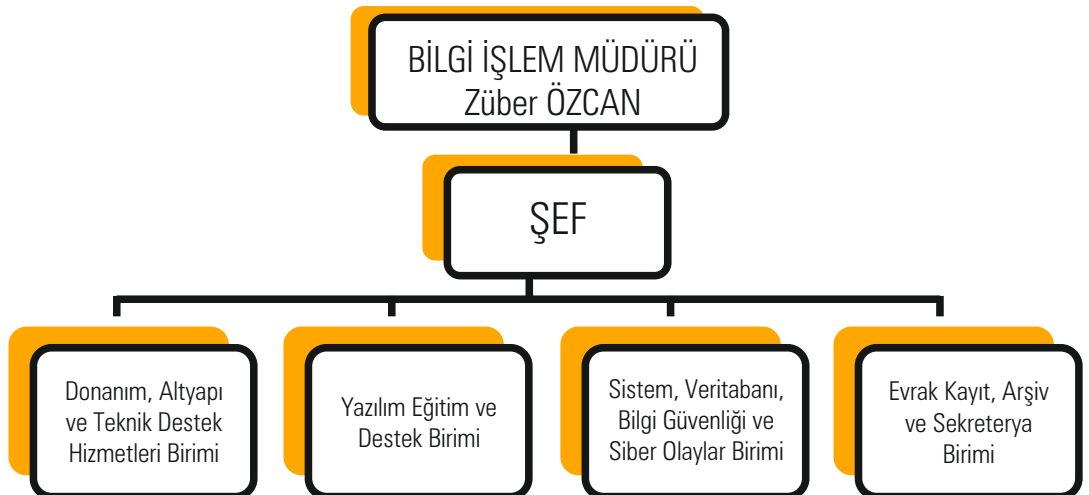 BİLGİ İŞLEM MÜDÜRÜ
Züber ÖZCAN
ŞEF
Donanım, Altyapı
ve Teknik Destek
Hizmetleri Birimi
Yazılım Eğitim ve
Destek Birimi
Sistem, Veritabanı,
Bilgi Güvenliği ve
Siber Olaylar Birimi
Evrak Kayıt, Arşiv
ve Sekreterya
Birimi